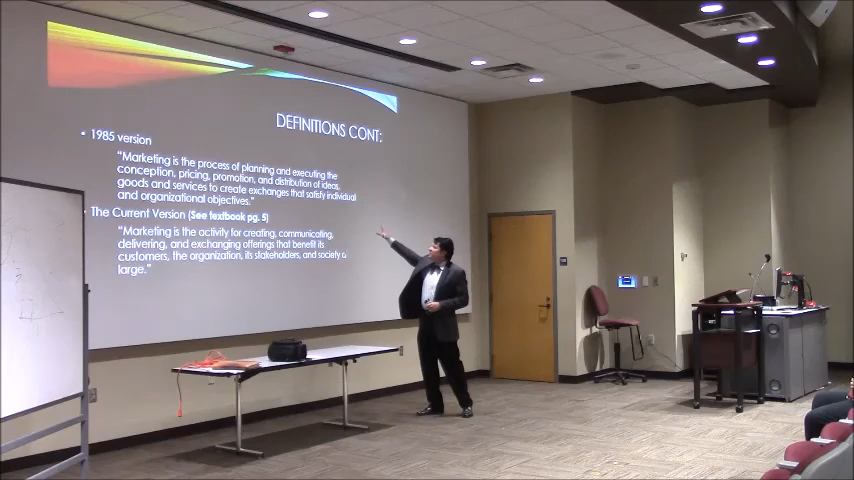 DEFINITIONS CONT:
• 1985 version
“Marketing is the process of planning and executing the
conception, pricing, promotion, and distribution of ideas,
goods and services to create exchanges that satisfy individual
and organizational objectives.”
The Current Version (See textbook pg. 5)
“Marketing is the activity for creating, communicating,
delivering, and exchanging offerings that benefit its
customers, the organization, its stakeholders, and society
large.”